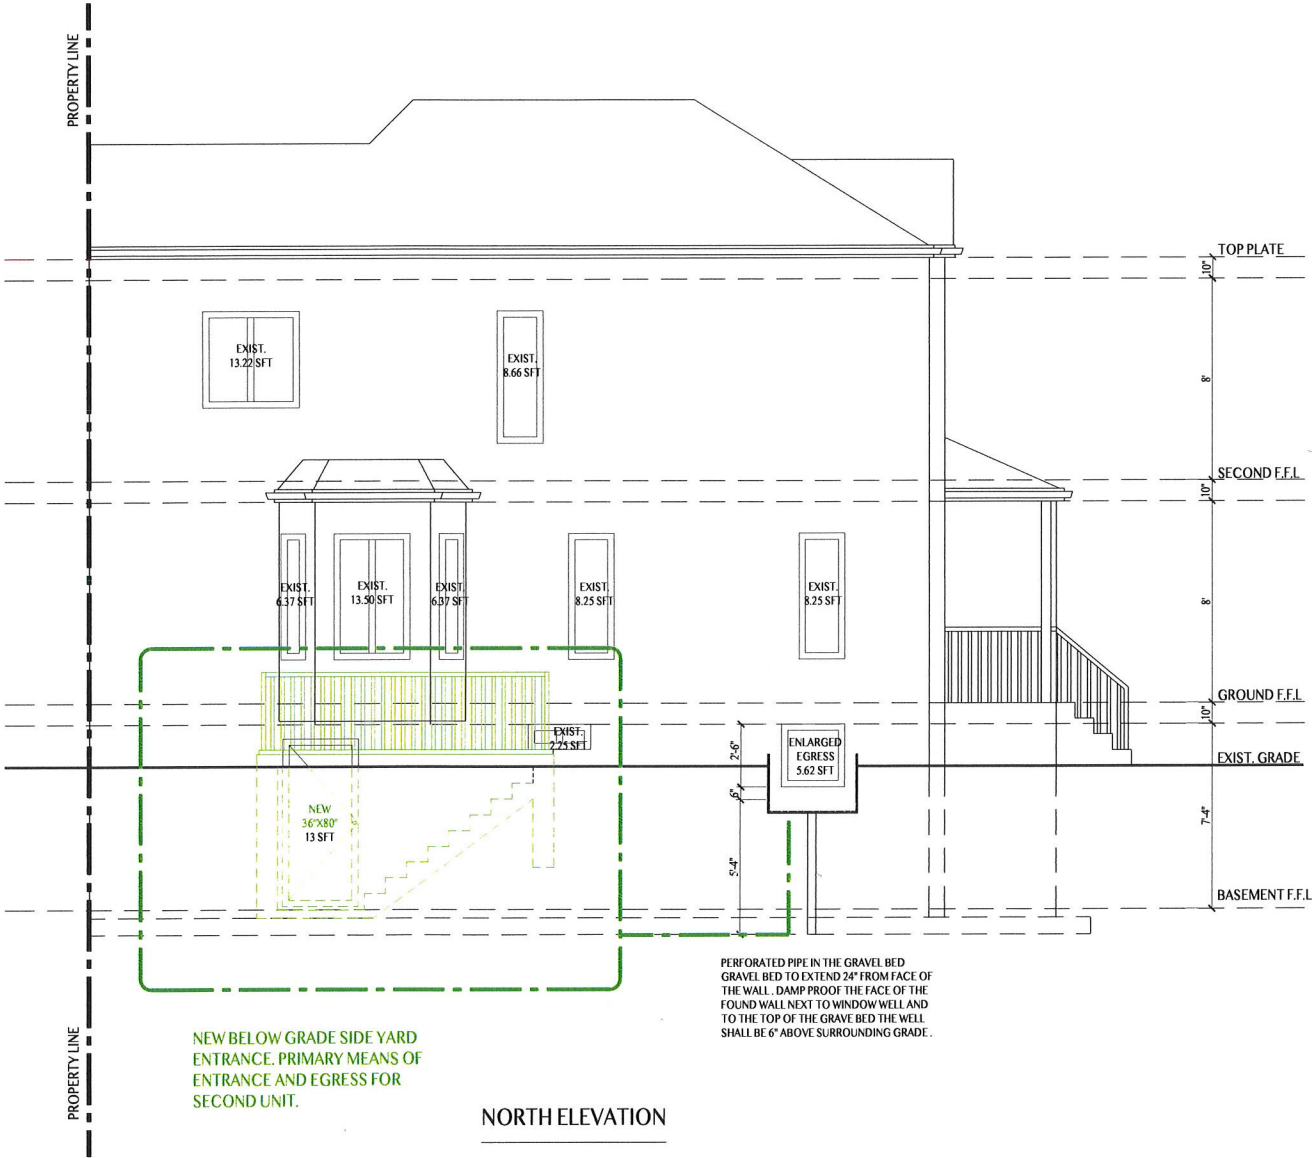 PROPERTY LINE
TOP PLATE
10"
EXIST.
13.22 SFT
EXIST.
8.66 SFT
8'
SECOND F.F.L
10"
EXIST.
6.37 SFT
EXIST.
13.50 SFT
EXIST.
6.37 SFT
EXIST.
8.25 SFT
EXIST.
8.25 SFT
8'
GROUND F.F.L
10"
EXIST.
2.25 SFT
2'-6"
ENLARGED
EGRESS
5.62 SFT
EXIST. GRADE
6"
NEW
36"X80"
13 SFT
7'-4"
5'-4"
BASEMENT F.F.L
PERFORATED PIPE IN THE GRAVEL BED
GRAVEL BED TO EXTEND 24" FROM FACE OF
THE WALL . DAMP PROOF THE FACE OF THE
FOUND WALL NEXT TO WINDOW WELL AND
TO THE TOP OF THE GRAVE BED THE WELL
SHALL BE 6" ABOVE SURROUNDING GRADE .
PROPERTY LINE
NEW BELOW GRADE SIDE YARD
ENTRANCE. PRIMARY MEANS OF
ENTRANCE AND EGRESS FOR
SECOND UNIT.
NORTH ELEVATION